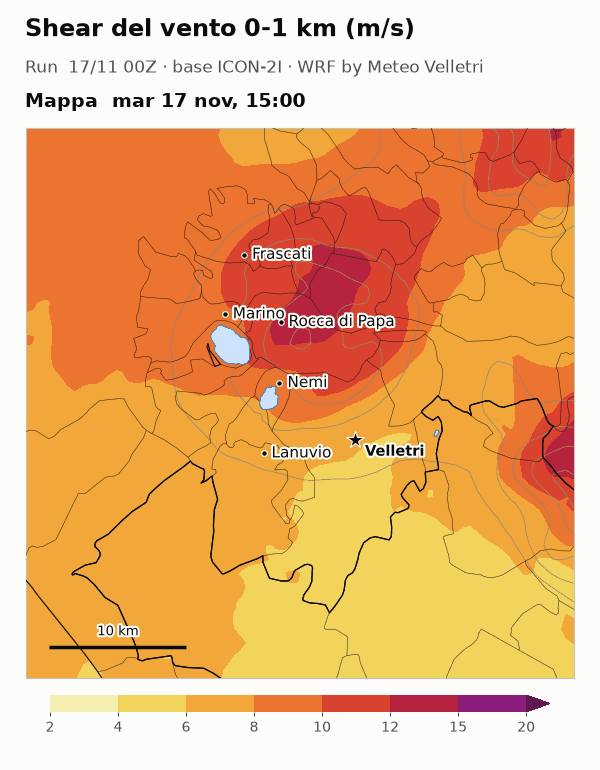 Shear del vento 0-1 km (m/s)
Run  17/11 00Z · base ICON-2I · WRF by Meteo Velletri
Mappa  mar 17 nov, 15:00
Frascati
Marino
Rocca di Papa
Nemi
Velletri
Lanuvio
10 km
2 4 6 8 10 12 15 20